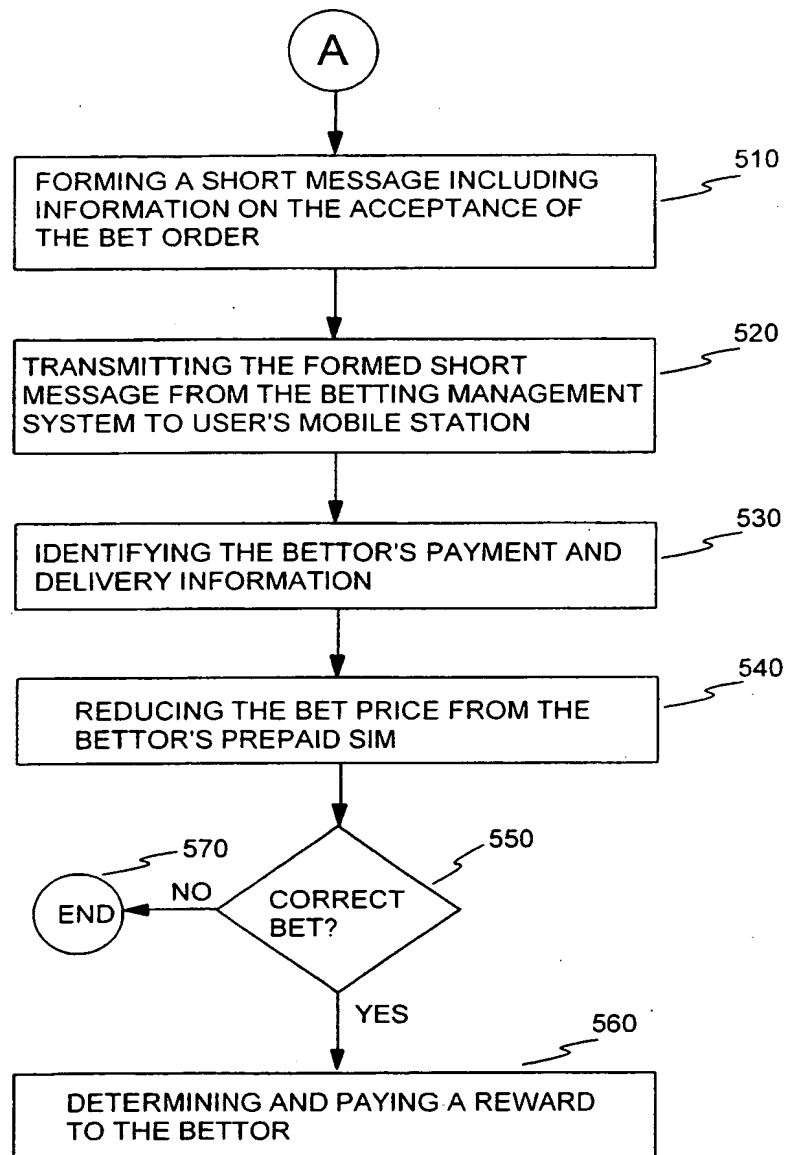 A
510
FORMING A SHORT MESSAGE INCLUDING
INFORMATION ON THE ACCEPTANCE OF
THE BET ORDER
520
TRANSMITTING THE FORMED SHORT
MESSAGE FROM THE BETTING MANAGEMENT
SYSTEM TO USER'S MOBILE STATION
530
IDENTIFYING THE BETTOR'S PAYMENT AND
DELIVERY INFORMATION
540
REDUCING THE BET PRICE FROM THE
BETTOR'S PREPAID SIM
550
570
NO
END
CORRECT
BET?
YES
560
DETERMINING AND PAYING A REWARD
TO THE BETTOR